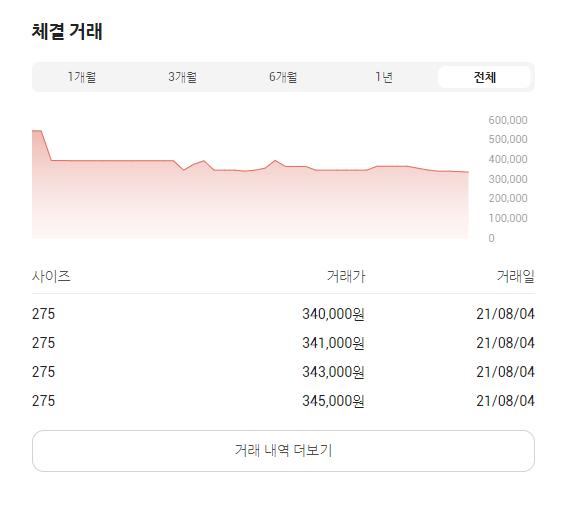 체결 거래
1개월 3개월 6개월 1년 전체
600,000
500,000
400,000
300,000
200,000
100,000
0
사이즈 거래가 거래일
275 340,000원 21/08/04
275 341,000원 21/08/04
275 343,000원 21/08/04
275 345,000원 21/08/04
거래 내역 더보기